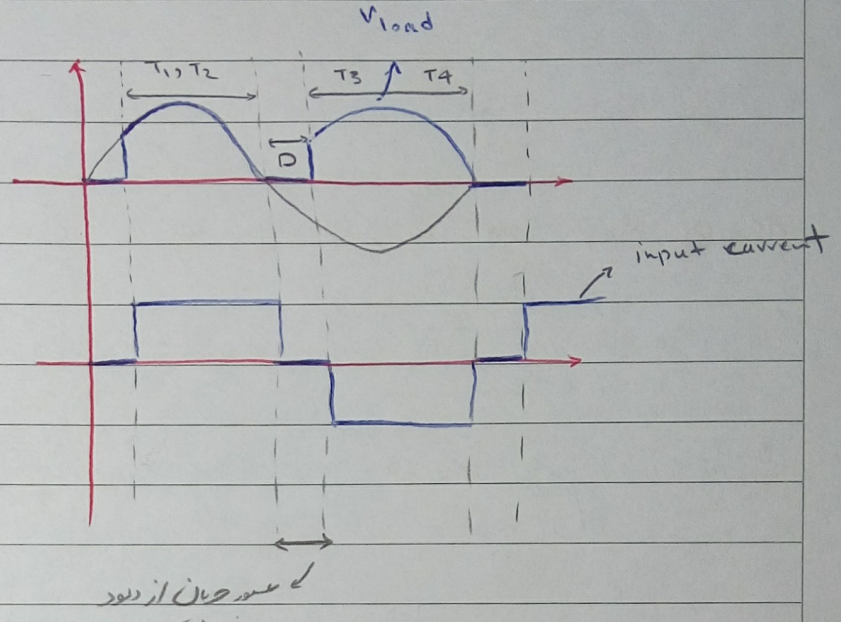 Vload
T1, T2
T3 T4
D
input current
عبور جریان از دیود